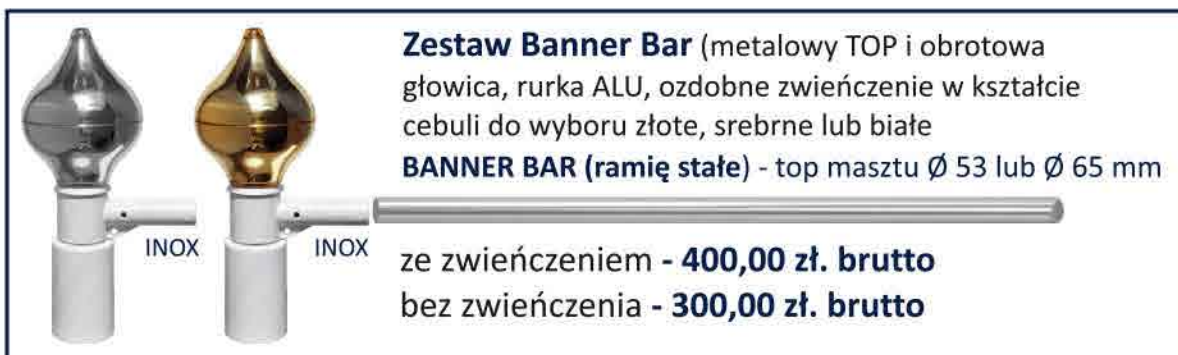 Zestaw Banner Bar (metalowy TOP i obrotowa
głowica, rurka ALU, ozdobne zwieńczenie w kształcie
cebuli do wyboru złote, srebrne lub białe
BANNER BAR (ramię stałe) - top masztu Ø 53 lub Ø 65 mm
INOX
INOX
ze zwieńczeniem - 400,00 zł. brutto
bez zwieńczenia - 300,00 zł. brutto